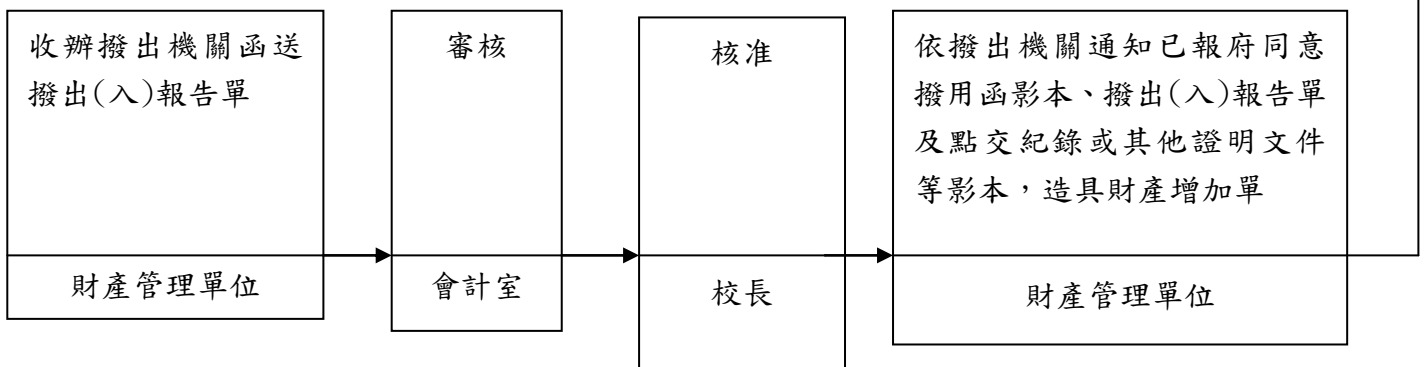 收辦撥出機關函送
撥出(入)報告單
財產管理單位
審核
會計室
核准
校長
依撥出機關通知已報府同意
撥用函影本、撥出(入)報告單
及點交紀錄或其他證明文件
等影本，造具財產增加單
財產管理單位